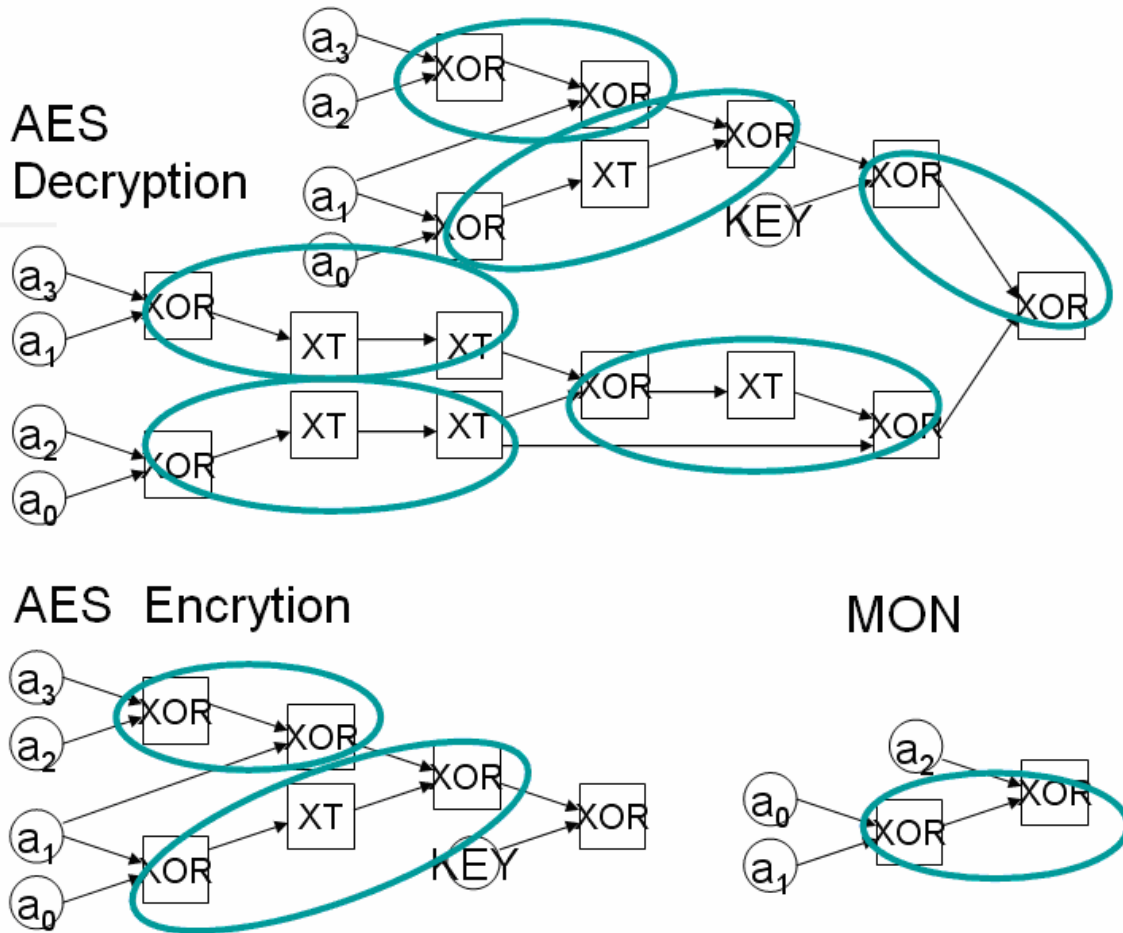 a3
XOR
XOR
a2
XOR
AES
Decryption
XT
XOR
a1
KEY
XOR
a0
a3
XOR
XOR
a1
XT
XT
XOR
XT
a2
XT
XT
XOR
XOR
a0
AES Encrytion
MON
a3
XOR
a2
XOR
a2
XOR
XOR
a0
XT
XOR
a1
XOR
KEY
XOR
a1
a0